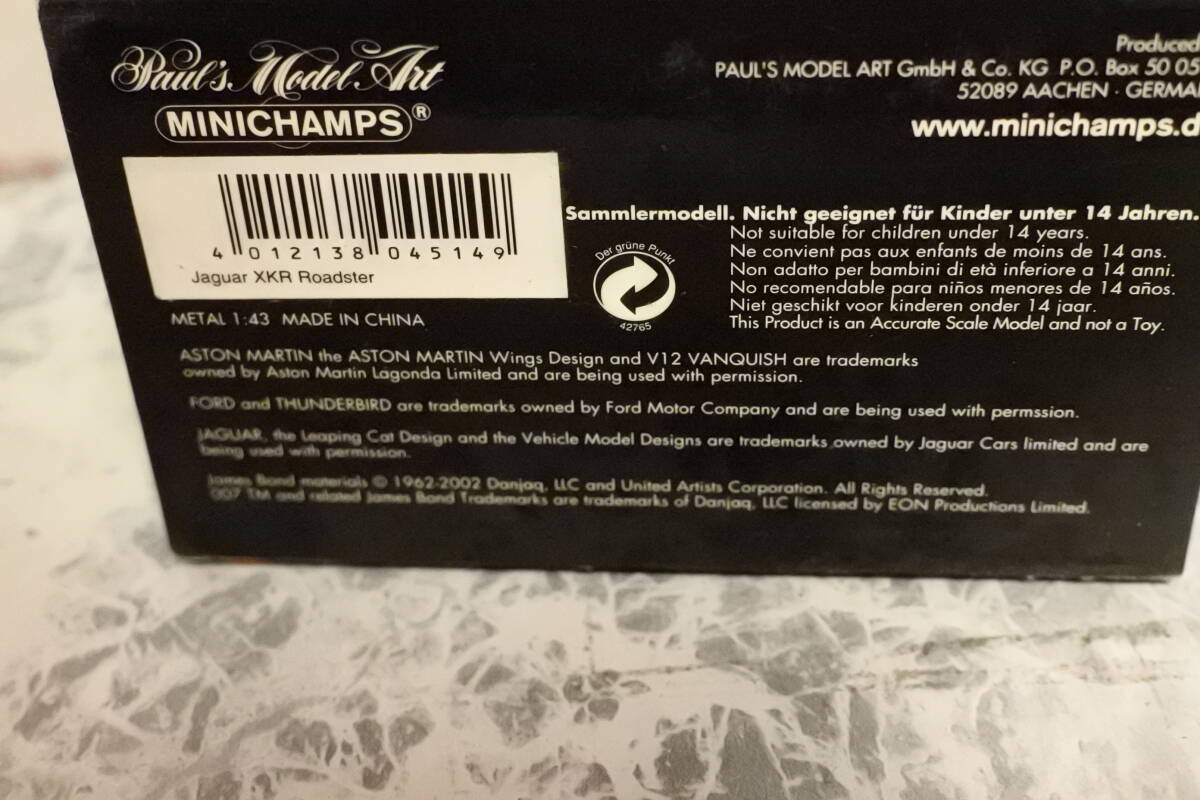 Paul's Model Art
MINICHAMPS®
Produced
PAUL'S MODEL ART GmbH & Co. KG P.O. Box 50 05
52089 AACHEN · GERMA
www.minichamps.d
4 012138 045149
Jaguar XKR Roadster
METAL 1:43 MADE IN CHINA
Der grüne Punkt
42765
Sammlermodell. Nicht geeignet für Kinder unter 14 Jahren.
Not suitable for children under 14 years.
Ne convient pas aux enfants de moins de 14 ans.
Non adatto per bambini di età inferiore a 14 anni.
No recomendable para niños menores de 14 años.
Niet geschikt voor kinderen onder 14 jaar.
This Product is an Accurate Scale Model and not a Toy.
ASTON MARTIN the ASTON MARTIN Wings Design and V12 VANQUISH are trademarks
owned by Aston Martin Lagonda Limited and are being used with permission.
FORD and THUNDERBIRD are trademarks owned by Ford Motor Company and are being used with permssion.
JAGUAR, the Leaping Cat Design and the Vehicle Model Designs are trademarks owned by Jaguar Cars limited and are
being used with permission.
James Bond materials © 1962-2002 Danjaq, LLC and United Artists Corporation. All Rights Reserved.
007 TM and related James Bond Trademarks are trademarks of Danjaq, LLC licensed by EON Productions Limited.